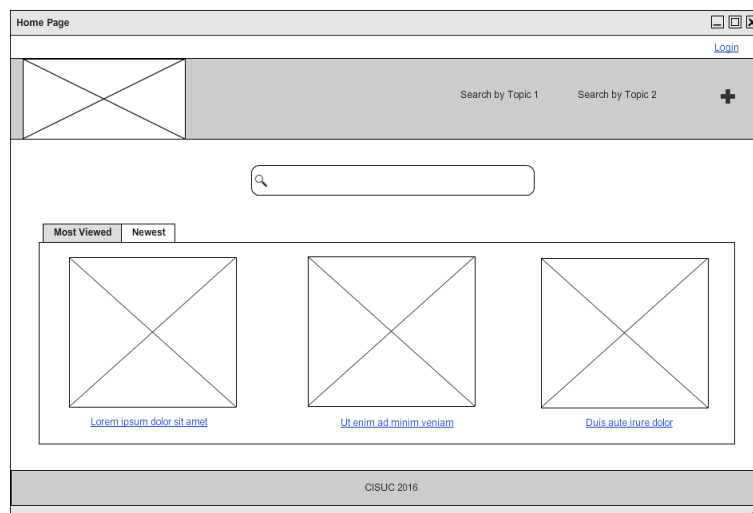 Home Page
Login
Search by Topic 1
Search by Topic 2
Most Viewed
Newest
Lorem ipsum dolor sit amet
Ut enim ad minim veniam
Duis aute irure dolor
CISUC 2016